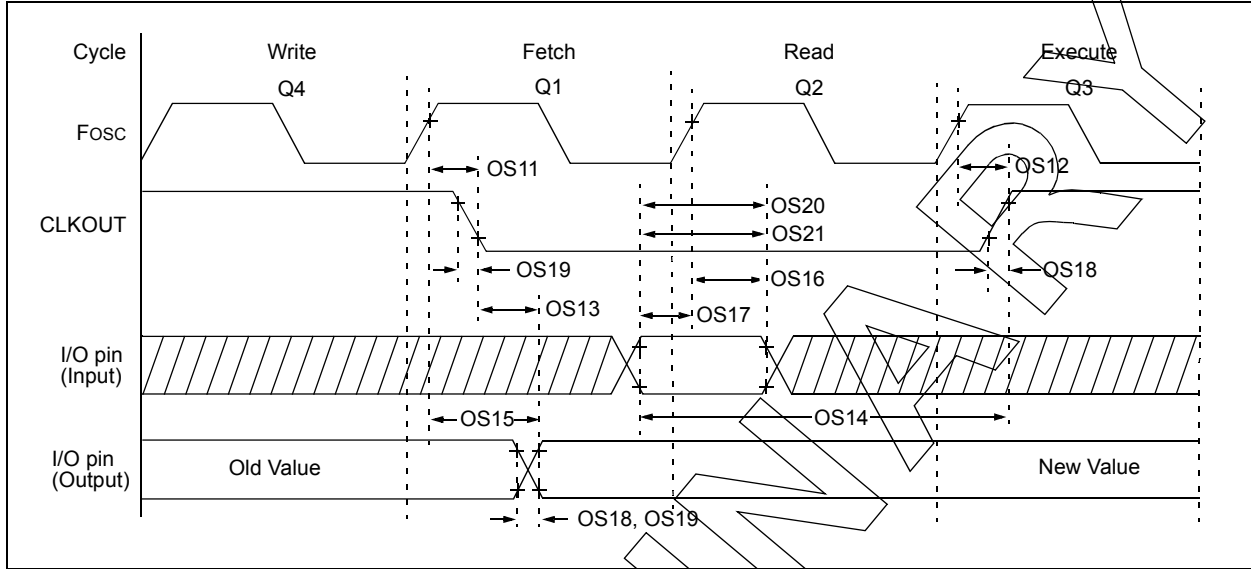 Cycle Write Fetch Read Execute
Q4 Q1 Q2 Q3
FOSC
OS11 OS12
CLKOUT
OS20
OS21
OS19 OS16 OS18
OS13 OS17
I/O pin
(Input)
OS15 OS14
I/O pin
(Output)
Old Value New Value
OS18, OS19